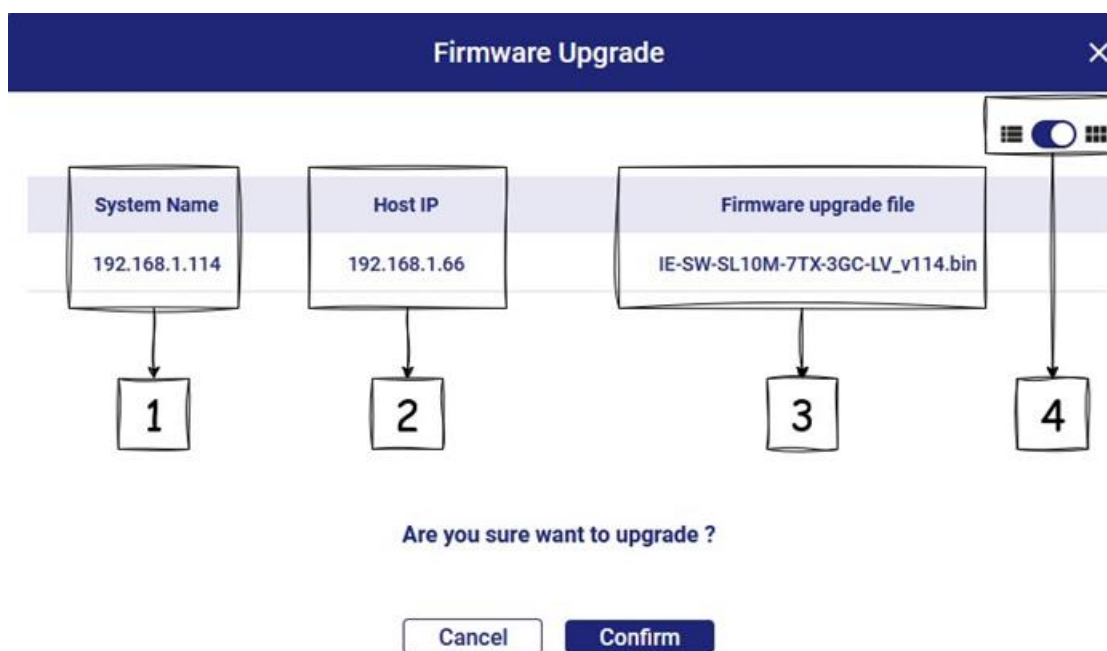 Firmware Upgrade
System Name Host IP Firmware upgrade file
192.168.1.114 192.168.1.66 IE-SW-SL10M-7TX-3GC-LV_v114.bin
1 2 3 4
Are you sure want to upgrade ?
Cancel Confirm